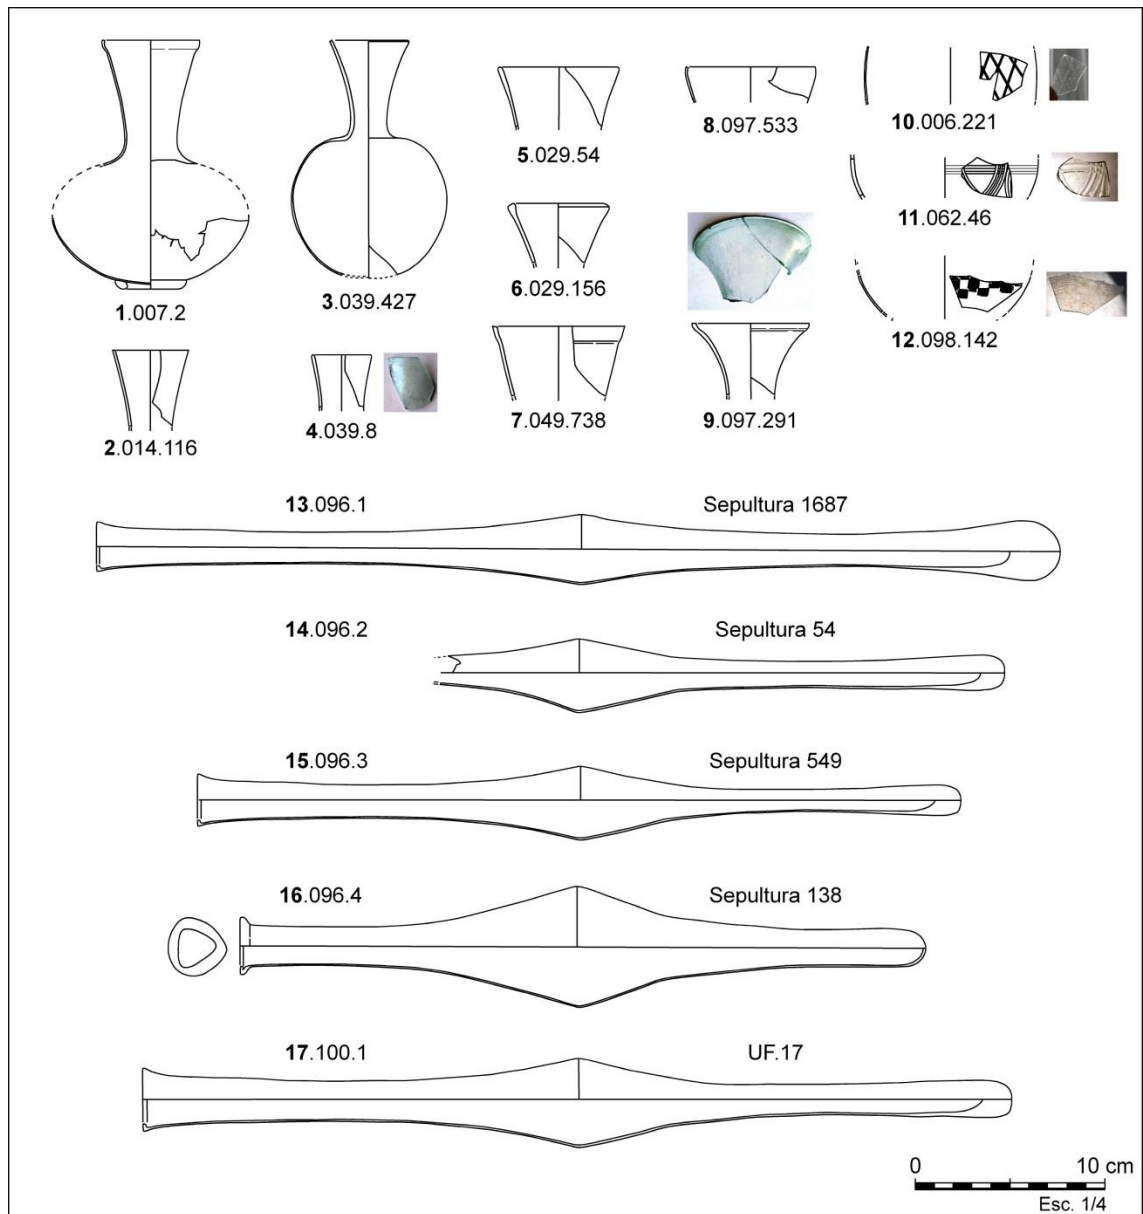 1.007.2
2.014.116
3.039.427
4.039.8
5.029.54
6.029.156
7.049.738
8.097.533
9.097.291
10.006.221
11.062.46
12.098.142
13.096.1 Sepultura 1687
14.096.2 Sepultura 54
15.096.3 Sepultura 549
16.096.4 Sepultura 138
17.100.1 UF.17
0 10 cm
Esc. 1/4